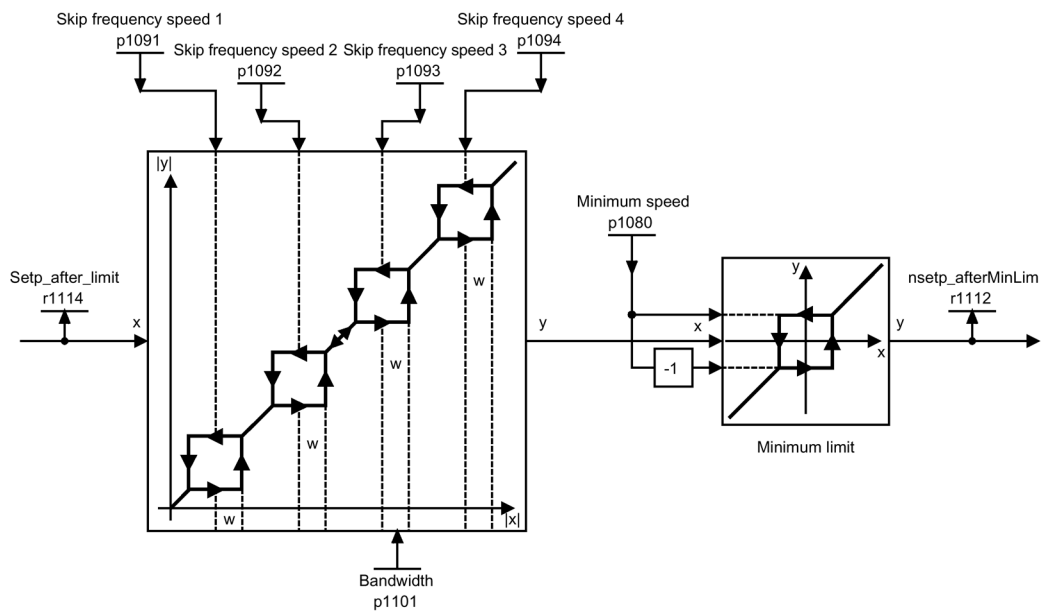 Skip frequency speed 1
p1091
Skip frequency speed 2
p1092
Skip frequency speed 3
p1093
Skip frequency speed 4
p1094
|y|
Setp_after_limit
r1114
x
w
w
w
w
|x|
Bandwidth
p1101
y
Minimum speed
p1080
x
-1
y
x
Minimum limit
y
nsetp_afterMinLim
r1112